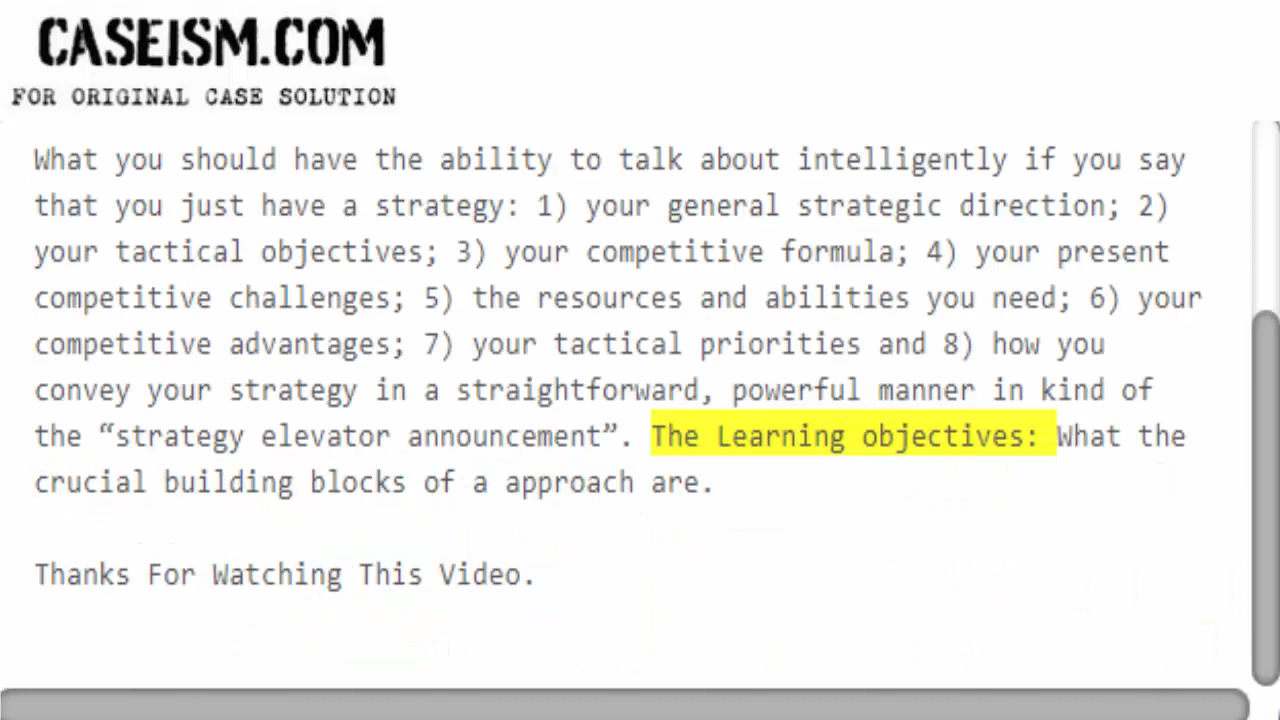 CASEISM.COM
FOR ORIGINAL CASE SOLUTION
What you should have the ability to talk about intelligently if you say
that you just have a strategy: 1) your general strategic direction; 2)
your tactical objectives; 3) your competitive formula; 4) your present
competitive challenges; 5) the resources and abilities you need; 6) your
competitive advantages; 7) your tactical priorities and 8) how you
convey your strategy in a straightforward, powerful manner in kind of
the “strategy elevator announcement”. The Learning objectives: What the
crucial building blocks of a approach are.
Thanks For Watching This Video.